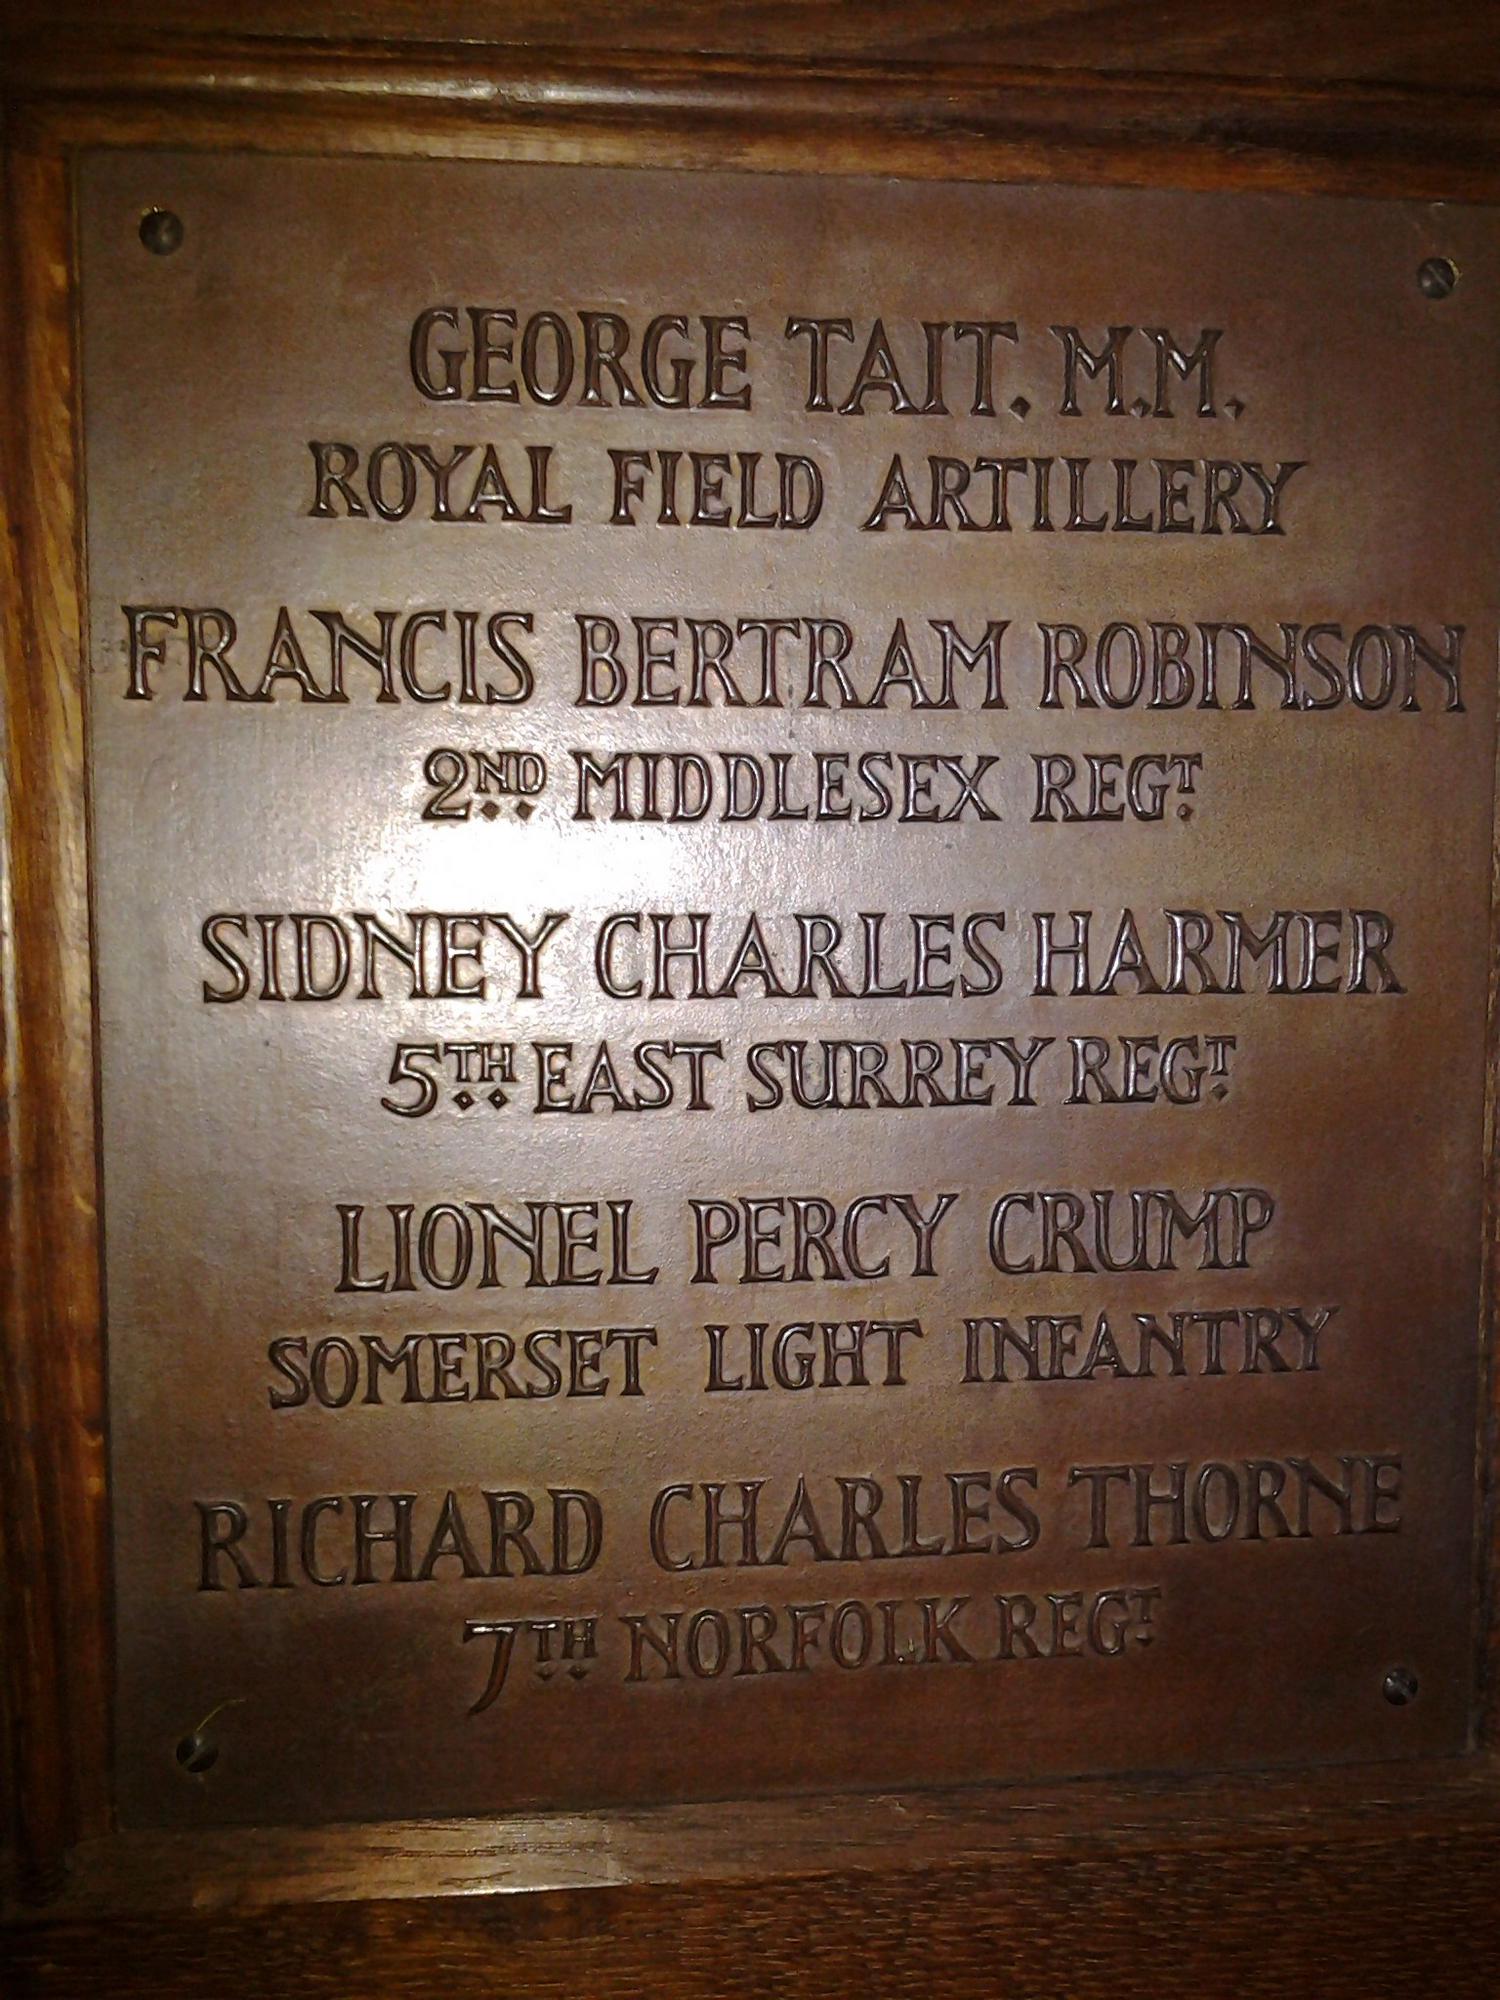 GEORGE TAIT. M.M.
ROYAL FIELD ARTILLERY
FRANCIS BERTRAM ROBINSON
2ND MIDDLESEX REGT
SIDNEY CHARLES HARMER
5TH EAST SURREY REGT
LIONEL PERCY CRUMP
SOMERSET LIGHT INFANTRY
RICHARD CHARLES THORNE
7TH NORFOLK REGT